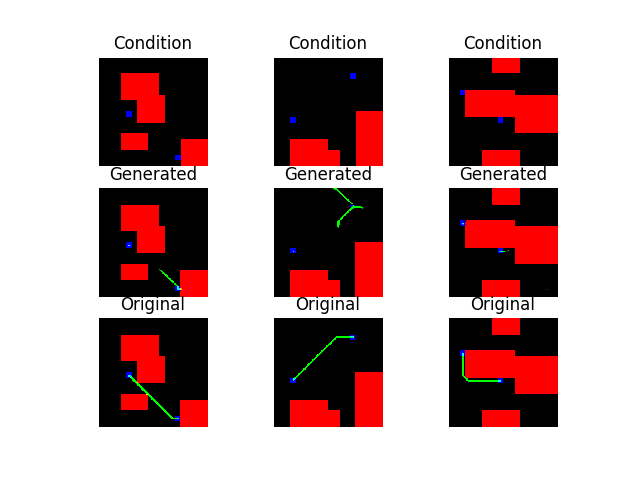 Condition Condition Condition
Generated Generated Generated
Original Original Original